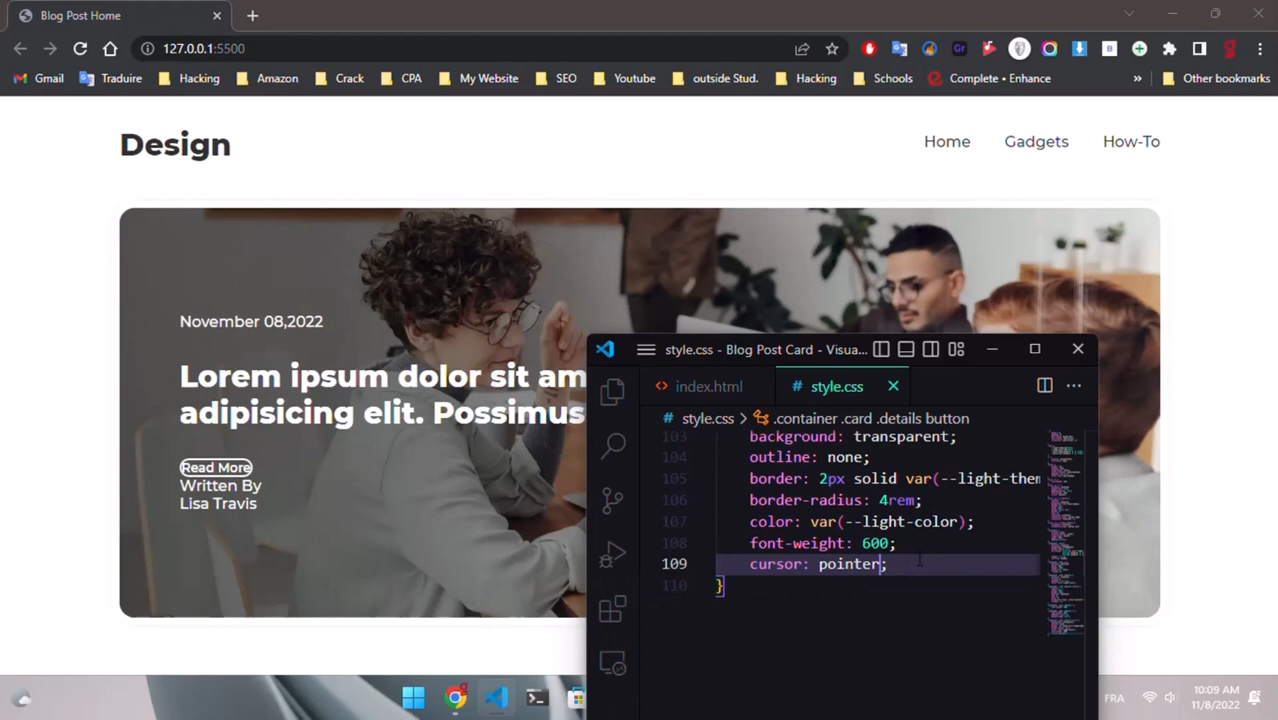 Blog Post Home
127.0.0.1:5500
Gr
B
g
Gmail
Traduire
Hacking
Amazon
Crack
CPA
My Website
SEO
Youtube
outside Stud.
Hacking
Schools
Complete • Enhance
»
Other bookmarks
Design
Home
Gadgets
How-To
November 08,2022
Lorem ipsum dolor sit am
adipisicing elit. Possimus
Read More
Written By
Lisa Travis
style.css - Blog Post Card - Visua...
index.html
# style.css
# style.css > .container .card .details button
103 background: transparent;
104 outline: none;
105 border: 2px solid var(--light-them
106 border-radius: 4rem;
107 color: var(--light-color);
108 font-weight: 600;
109 cursor: pointer;
110 }
FRA
10:09 AM
11/8/2022